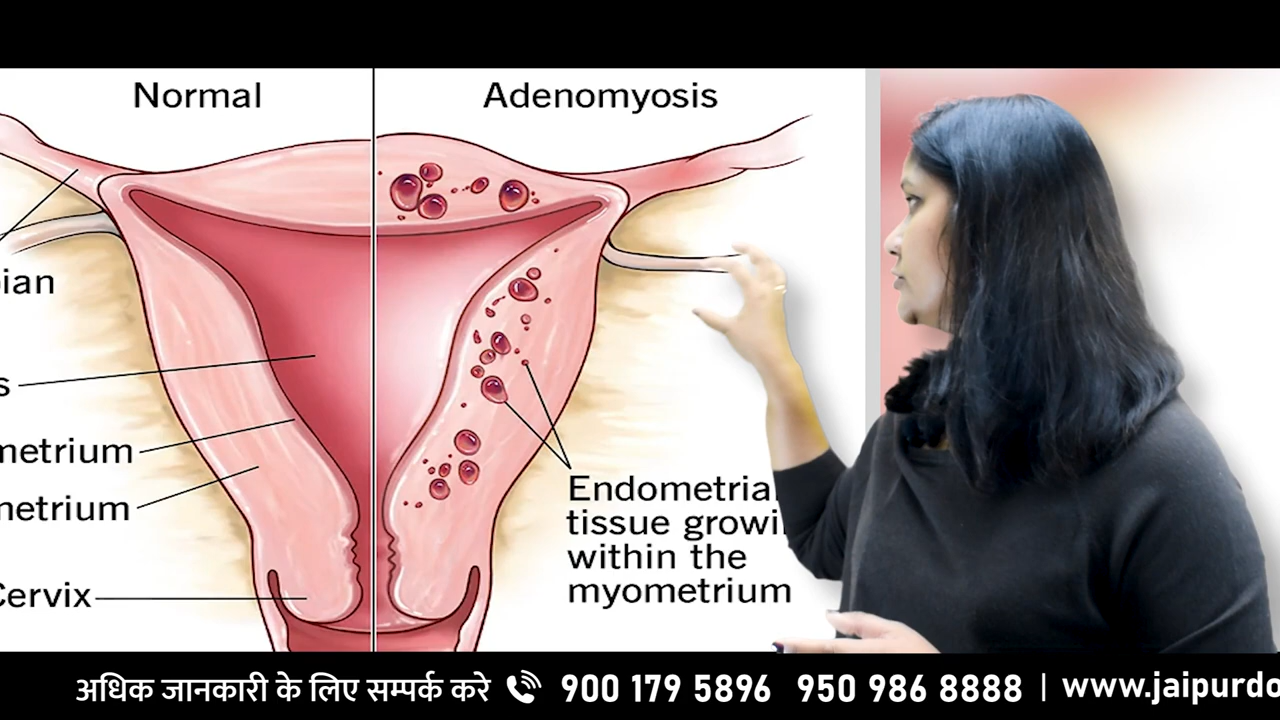 Normal
Adenomyosis
ian
s
metrium
metrium
Cervix
Endometria
tissue growi
within the
myometrium
अधिक जानकारी के लिए सम्पर्क करे 900 179 5896 950 986 8888 | www.jaipurdo